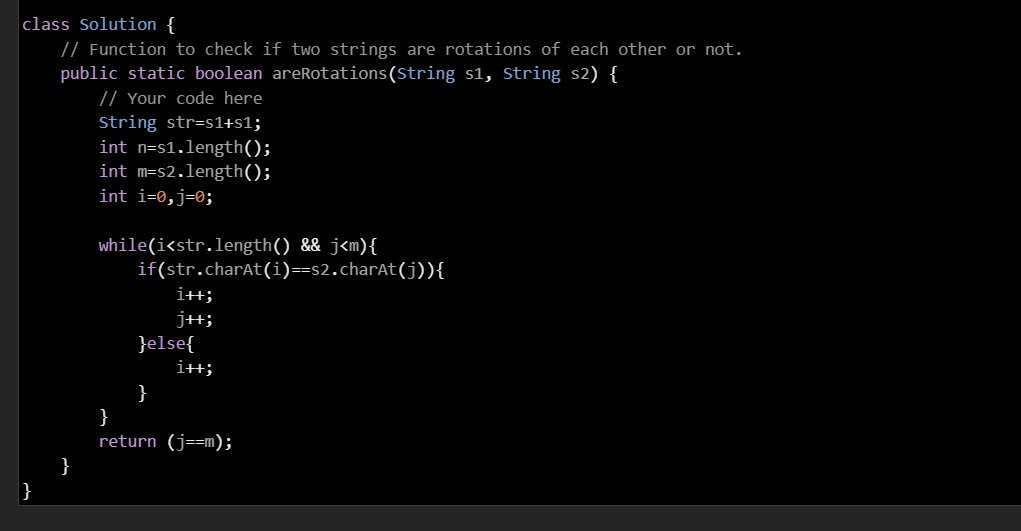 class Solution {
    // Function to check if two strings are rotations of each other or not.
    public static boolean areRotations(String s1, String s2) {
        // Your code here
        String str=s1+s1;
        int n=s1.length();
        int m=s2.length();
        int i=0,j=0;
        while(i<str.length() && j<m){
            if(str.charAt(i)==s2.charAt(j)){
                i++;
                j++;
            }else{
                i++;
            }
        }
        return (j==m);
    }
}